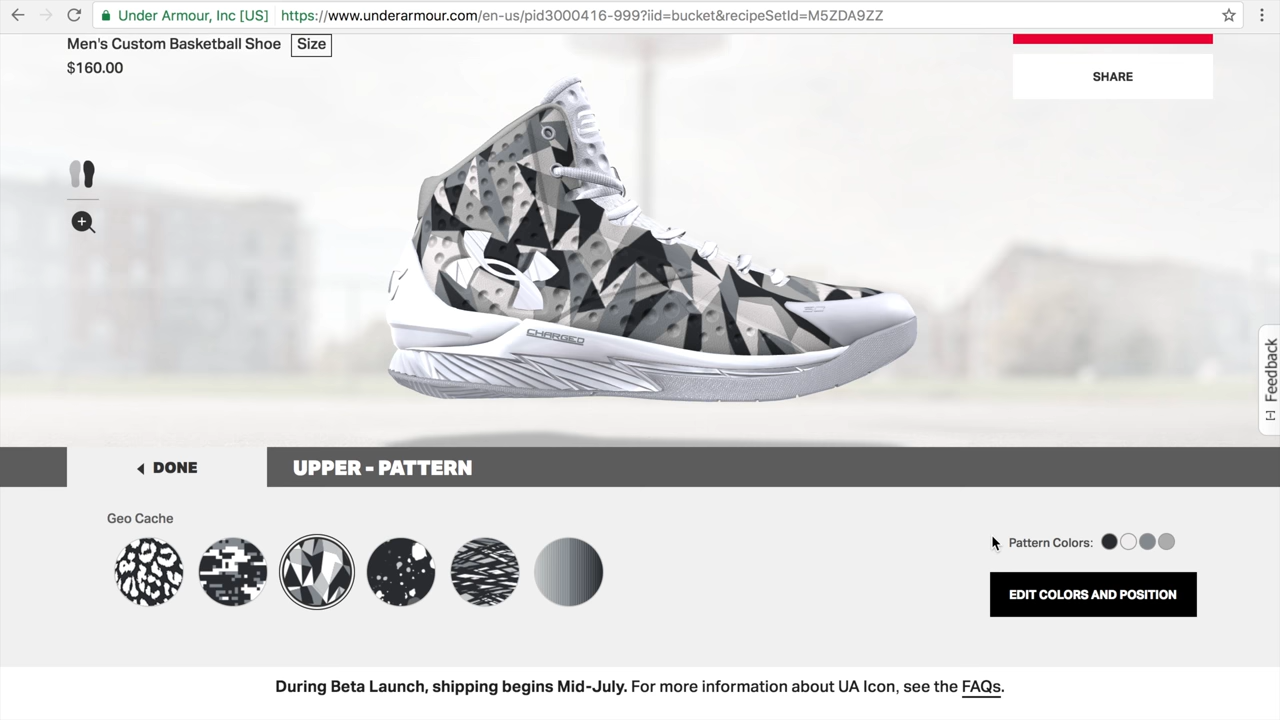 Under Armour, Inc [US] https://www.underarmour.com/en-us/pid3000416-999?iid=bucket&recipeSetId=M5ZDA9ZZ
Men's Custom Basketball Shoe Size
$160.00
SHARE
CHARGED
[-] Feedback
DONE
UPPER - PATTERN
Geo Cache
Pattern Colors:
EDIT COLORS AND POSITION
During Beta Launch, shipping begins Mid-July. For more information about UA Icon, see the FAQs.